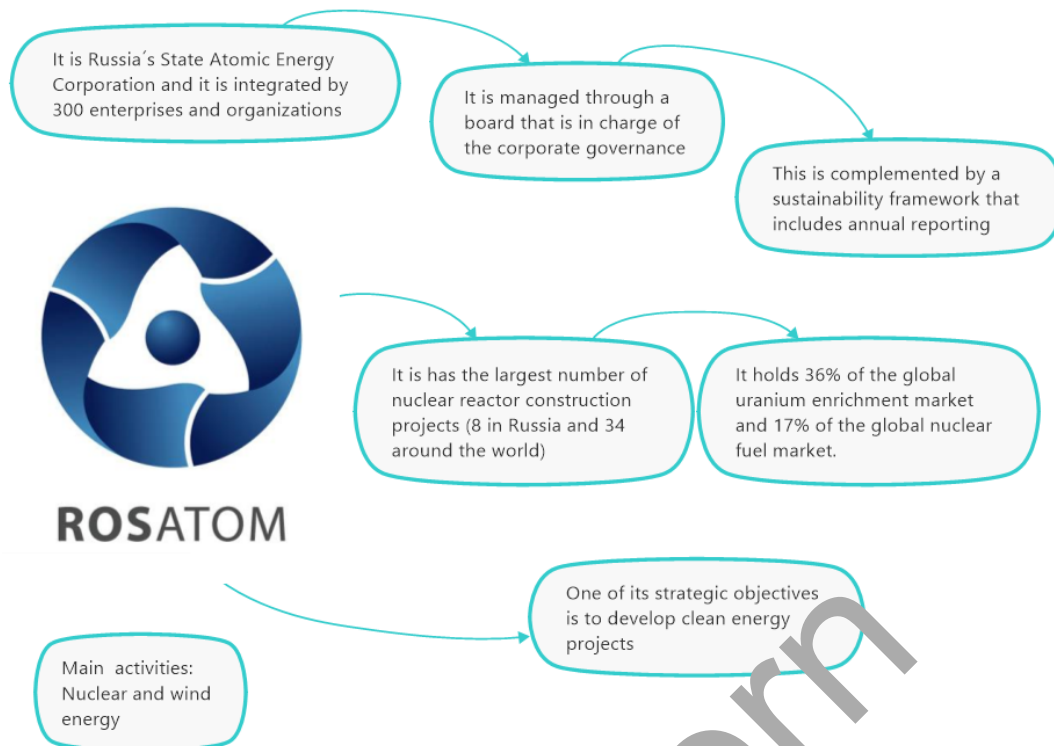 It is Russia´s State Atomic Energy
Corporation and it is integrated by
300 enterprises and organizations
It is managed through a
board that is in charge of
the corporate governance
This is complemented by a
sustainability framework that
includes annual reporting
ROSATOM
It is has the largest number of
nuclear reactor construction
projects (8 in Russia and 34
around the world)
It holds 36% of the global
uranium enrichment market
and 17% of the global nuclear
fuel market.
One of its strategic objectives
is to develop clean energy
projects
Main activities:
Nuclear and wind
energy